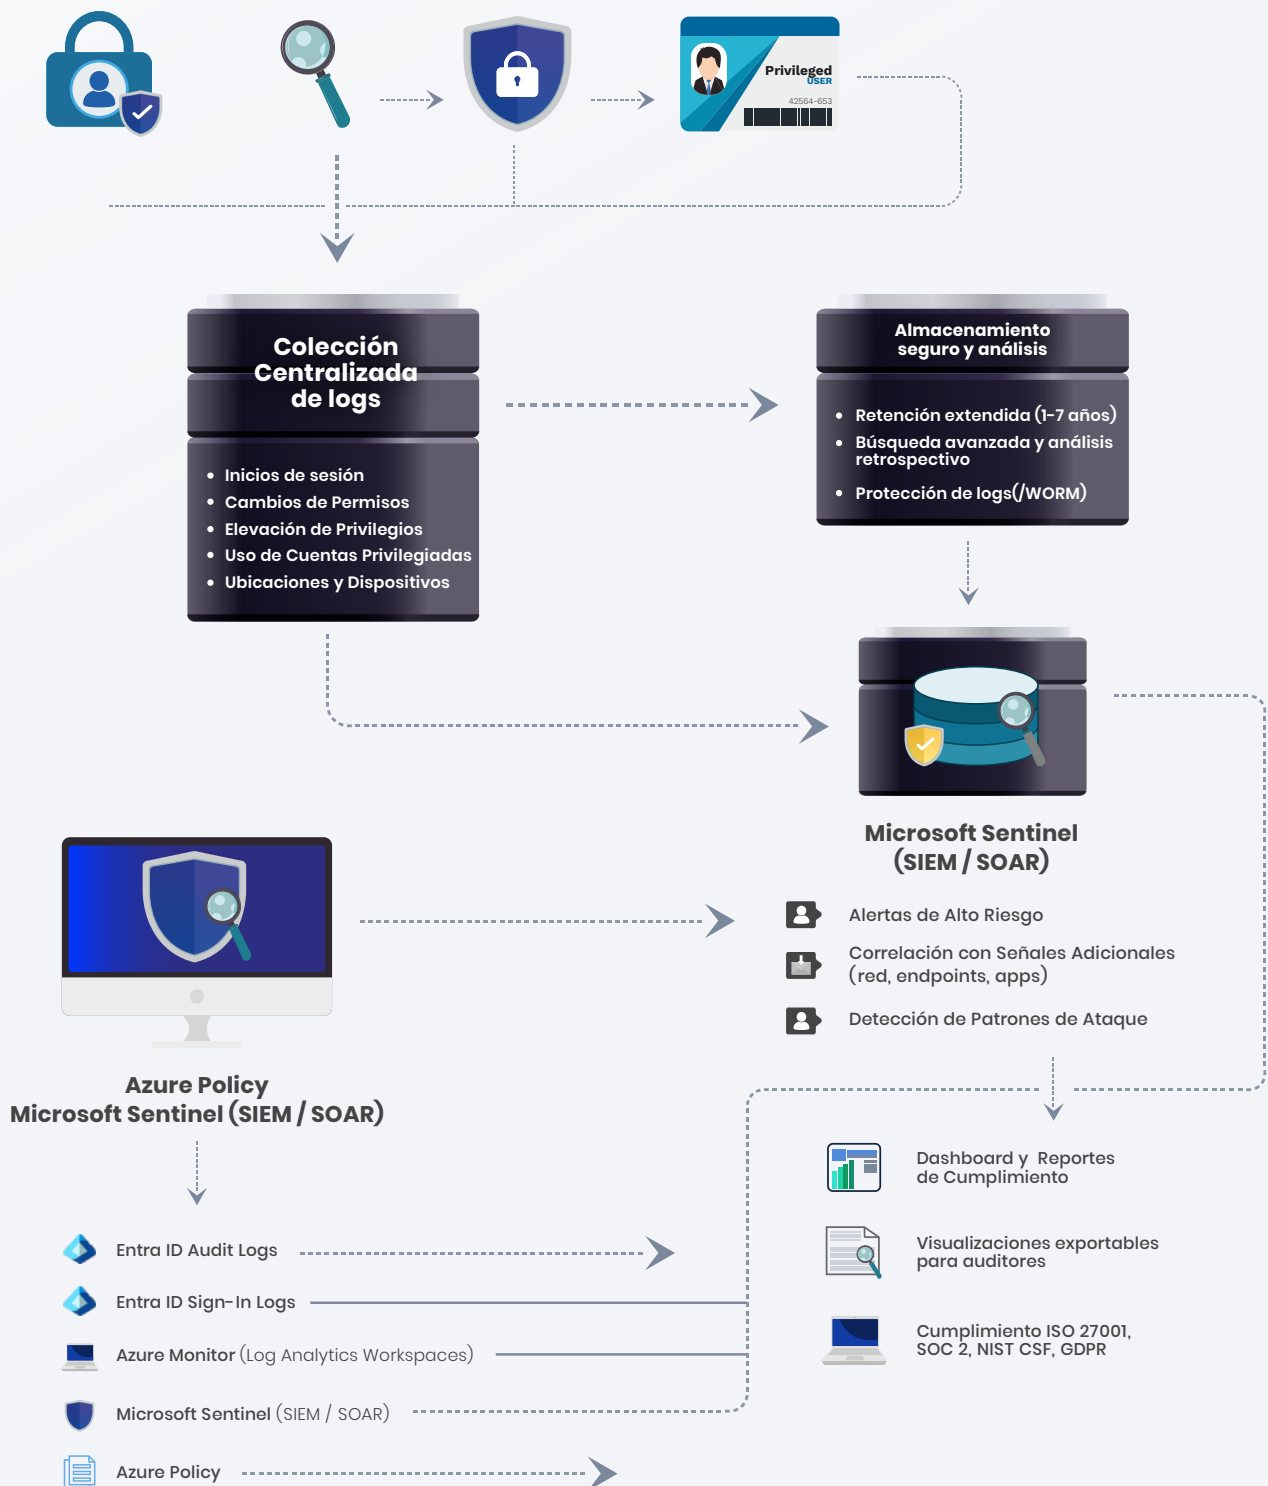 Privileged
USER
42564-653
Colección
Centralizada
de logs
• Inicios de sesión
• Cambios de Permisos
• Elevación de Privilegios
• Uso de Cuentas Privilegiadas
• Ubicaciones y Dispositivos
Almacenamiento
seguro y análisis
• Retención extendida (1-7 años)
• Búsqueda avanzada y análisis
retrospectivo
• Protección de logs(/WORM)
Microsoft Sentinel
(SIEM / SOAR)
Alertas de Alto Riesgo
Correlación con Señales Adicionales
(red, endpoints, apps)
Detección de Patrones de Ataque
Azure Policy
Microsoft Sentinel (SIEM / SOAR)
Dashboard y Reportes
de Cumplimiento
Visualizaciones exportables
para auditores
Cumplimiento ISO 27001,
SOC 2, NIST CSF, GDPR
Entra ID Audit Logs
Entra ID Sign-In Logs
Azure Monitor (Log Analytics Workspaces)
Microsoft Sentinel (SIEM / SOAR)
Azure Policy